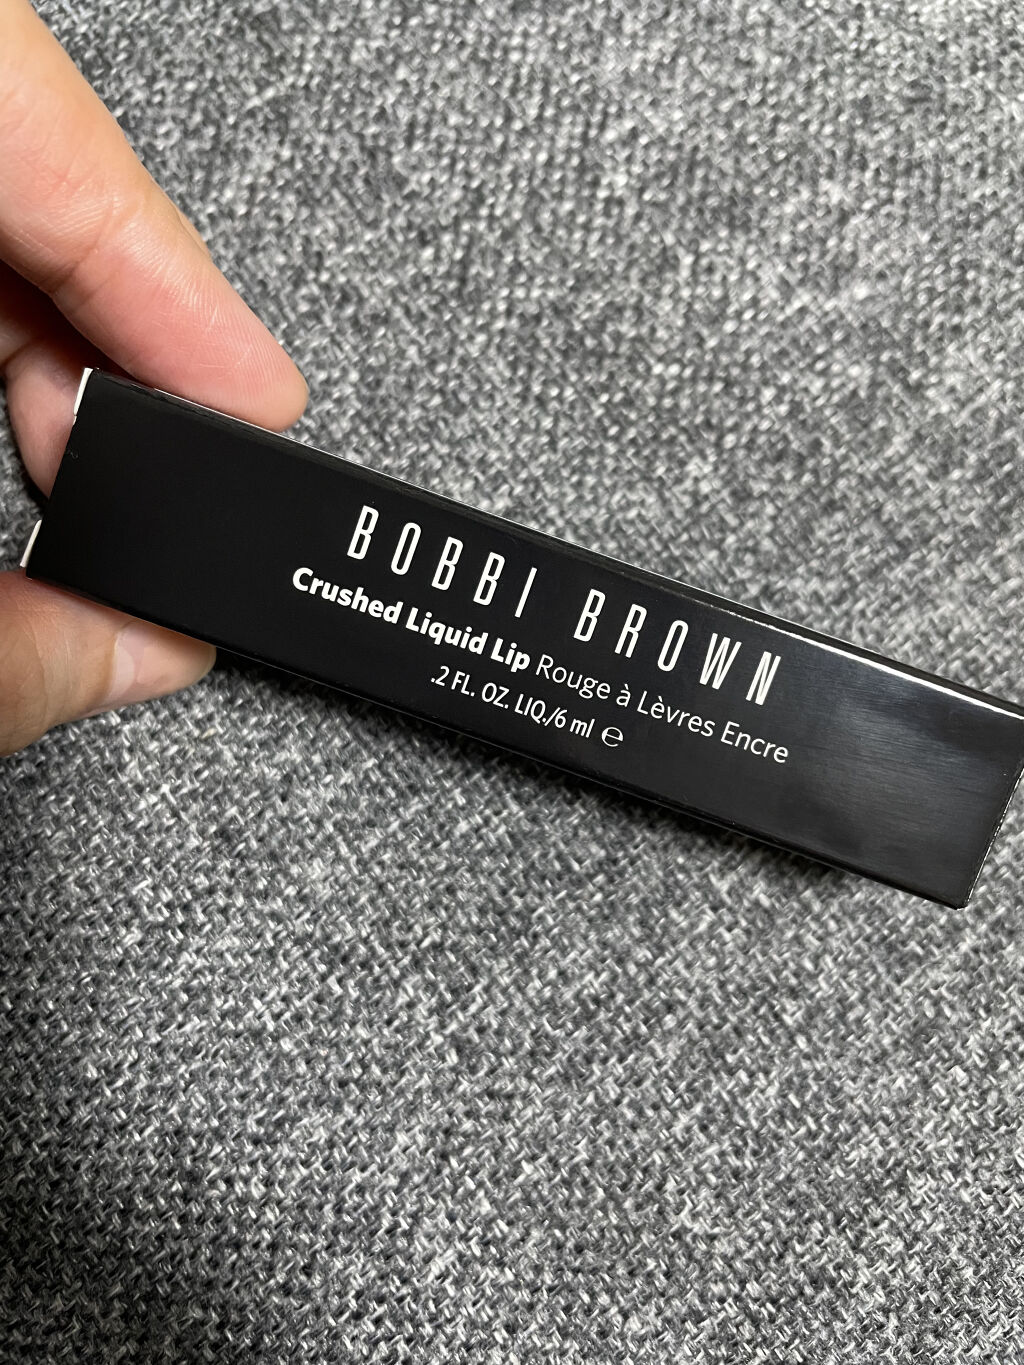 BOBBI BROWN
Crushed Liquid Lip Rouge à Lèvres Encre
.2 FL. OZ. LIQ./6 ml ℮